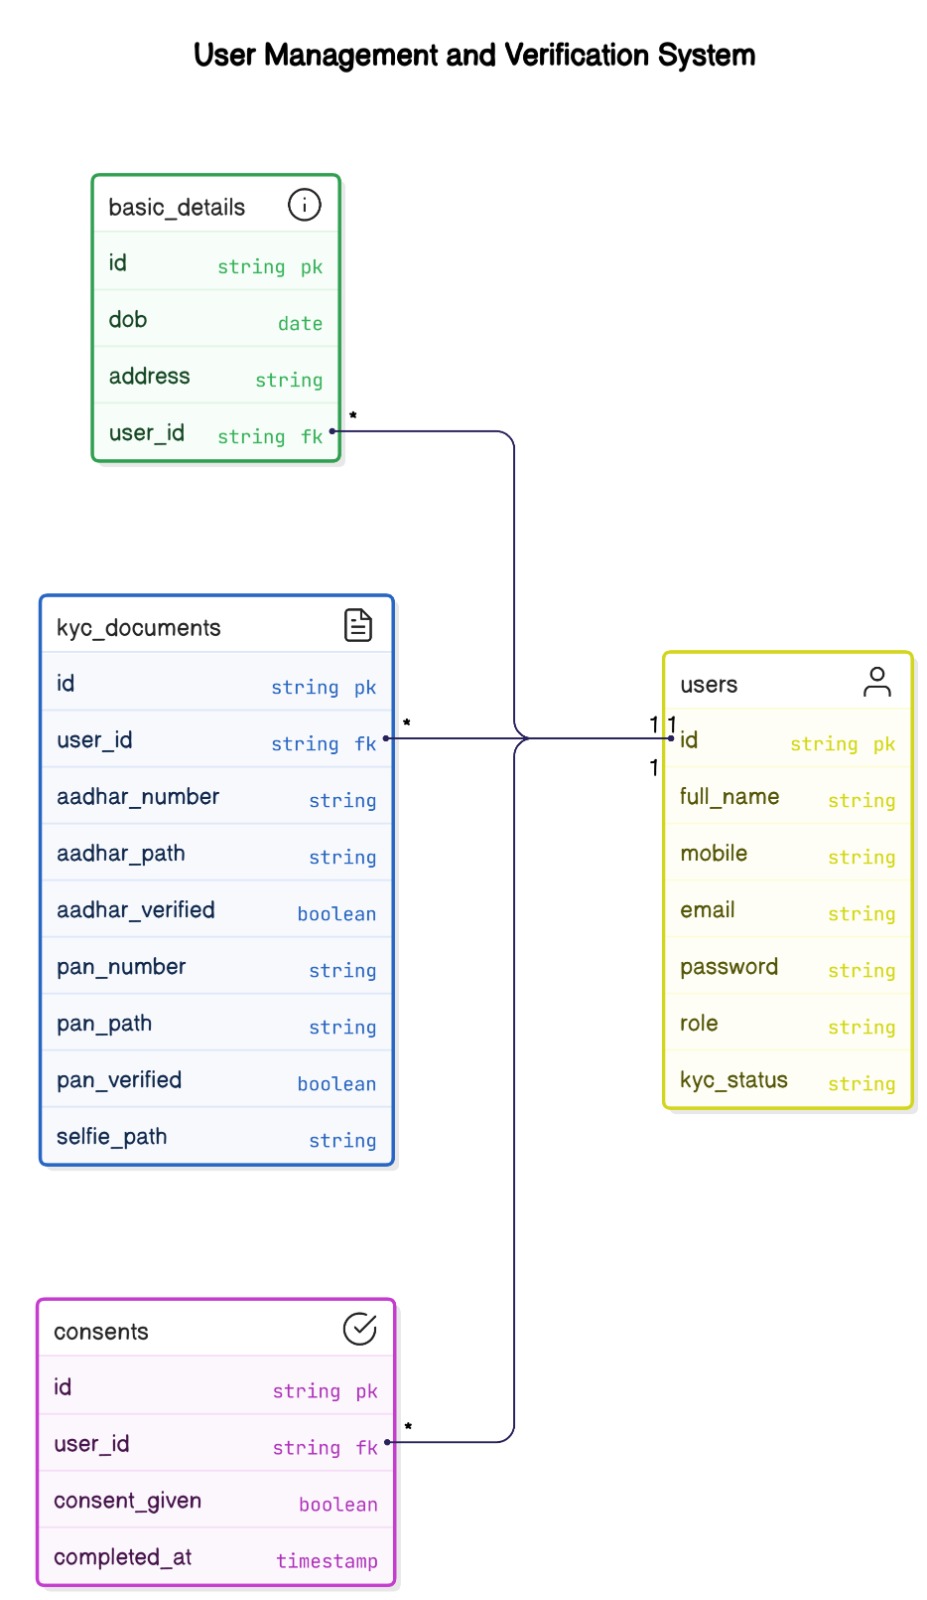 User Management and Verification System
basic_details
id string pk
dob date
address string
user_id string fk
*
kyc_documents
id string pk
user_id string fk
*
aadhar_number string
aadhar_path string
aadhar_verified boolean
pan_number string
pan_path string
pan_verified boolean
selfie_path string
users
1 1
id string pk
1
full_name string
mobile string
email string
password string
role string
kyc_status string
consents
id string pk
*
user_id string fk
consent_given boolean
completed_at timestamp